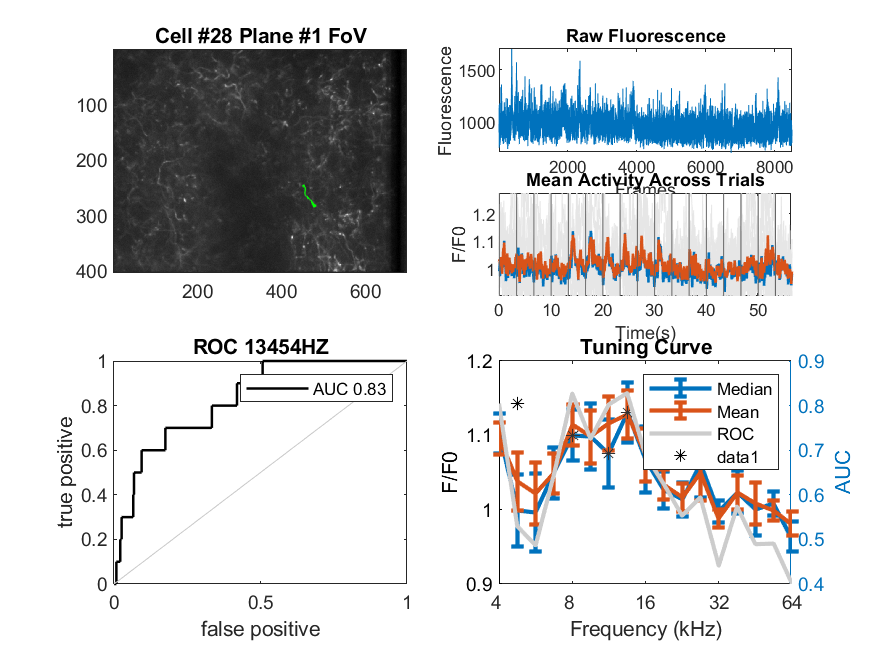 Cell #28 Plane #1 FoV
100
200
300
400
200
400
600
Raw Fluorescence
Fluorescence
1500
1000
2000
4000
6000
8000
Frames
Mean Activity Across Trials
F/F0
1.2
1.1
1
0
10
20
30
40
50
Time(s)
ROC 13454HZ
true positive
1
0.8
0.6
0.4
0.2
0
AUC 0.83
0
0.5
1
false positive
Tuning Curve
F/F0
1.2
1.1
1
0.9
Median
Mean
ROC
data1
0.9
0.8
0.7
0.6
0.5
0.4
AUC
4
8
16
32
64
Frequency (kHz)